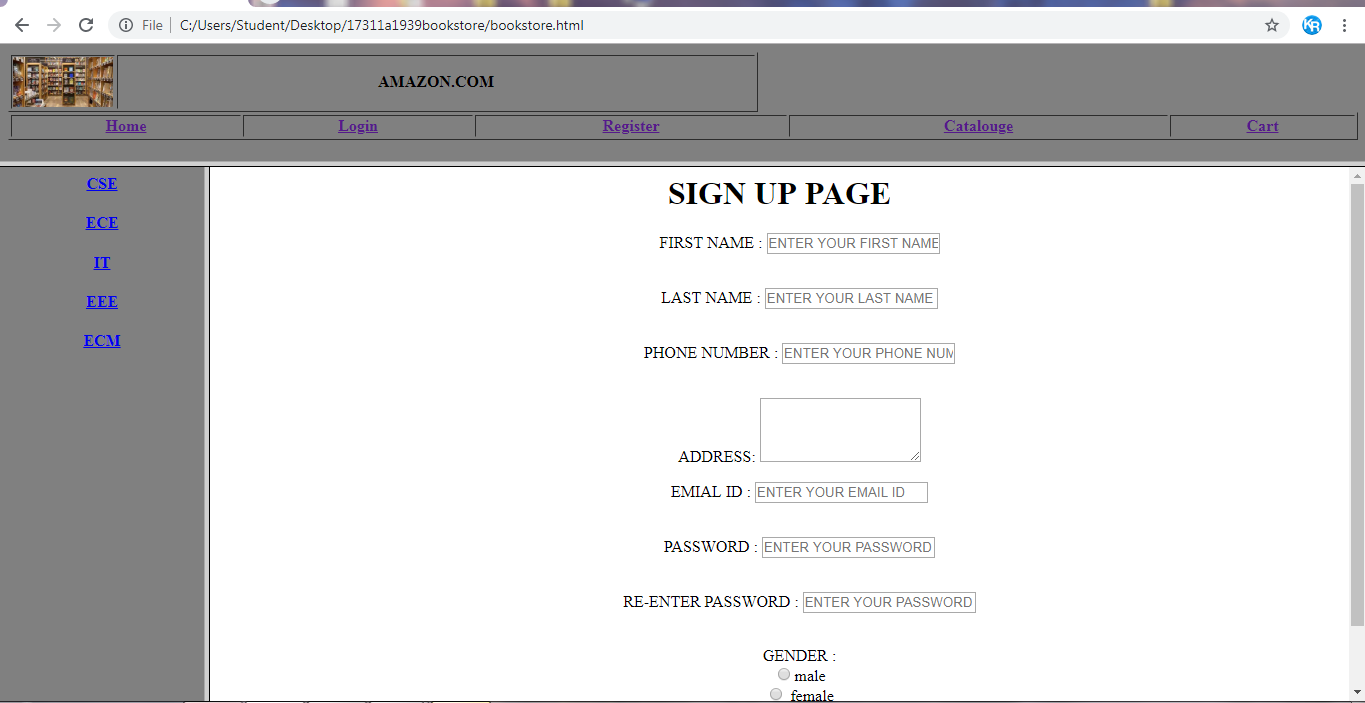 File | C:/Users/Student/Desktop/17311a1939bookstore/bookstore.html
KR
AMAZON.COM
Home Login Register Catalouge Cart
CSE
ECE
IT
EEE
ECM
SIGN UP PAGE
FIRST NAME : ENTER YOUR FIRST NAME
LAST NAME : ENTER YOUR LAST NAME
PHONE NUMBER : ENTER YOUR PHONE NUM
ADDRESS:
EMIAL ID : ENTER YOUR EMAIL ID
PASSWORD : ENTER YOUR PASSWORD
RE-ENTER PASSWORD : ENTER YOUR PASSWORD
GENDER :
male
female